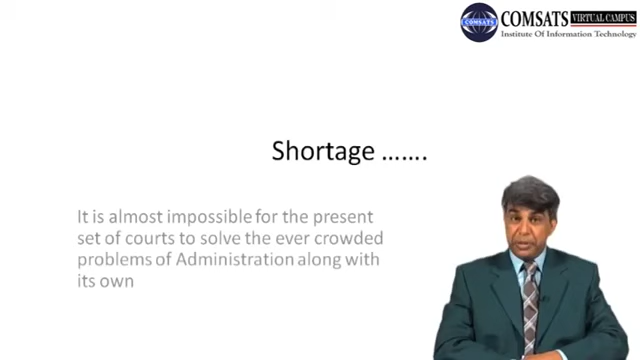 COMSATS VIRTUAL CAMPUS
Institute Of Information Technology
Shortage …….
It is almost impossible for the present
set of courts to solve the ever crowded
problems of Administration along with
its own